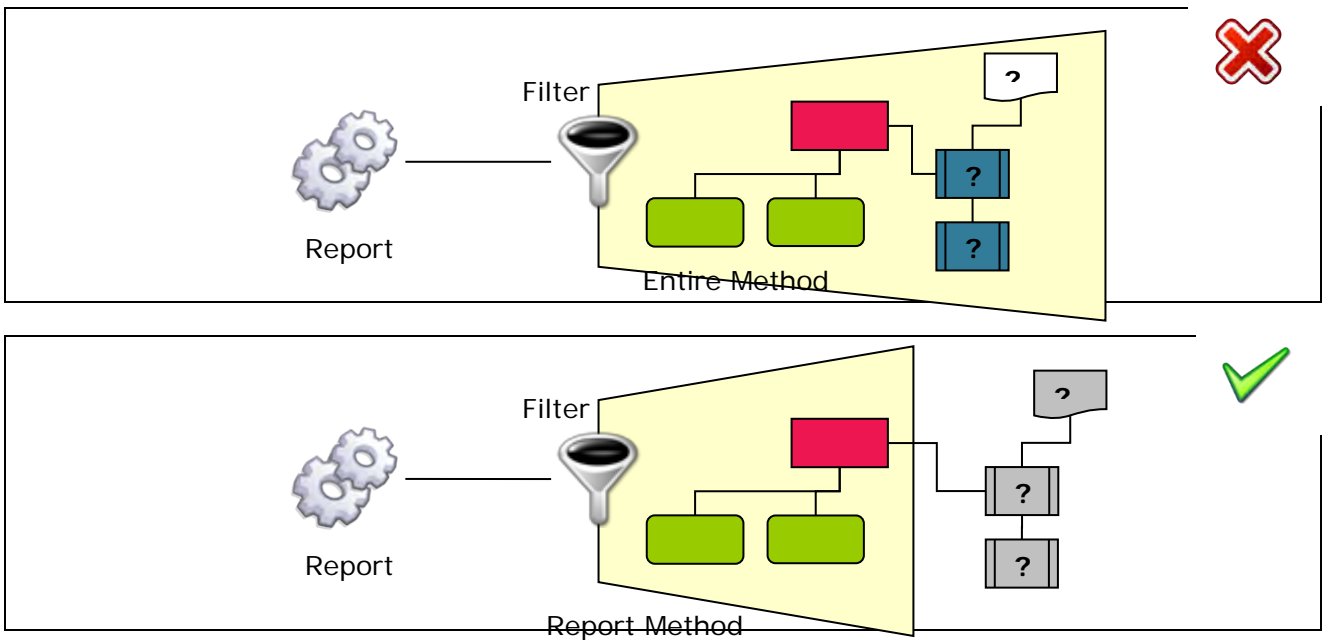 Filter
?
?
?
Report
Entire Method
Filter
?
?
?
Report
Report Method